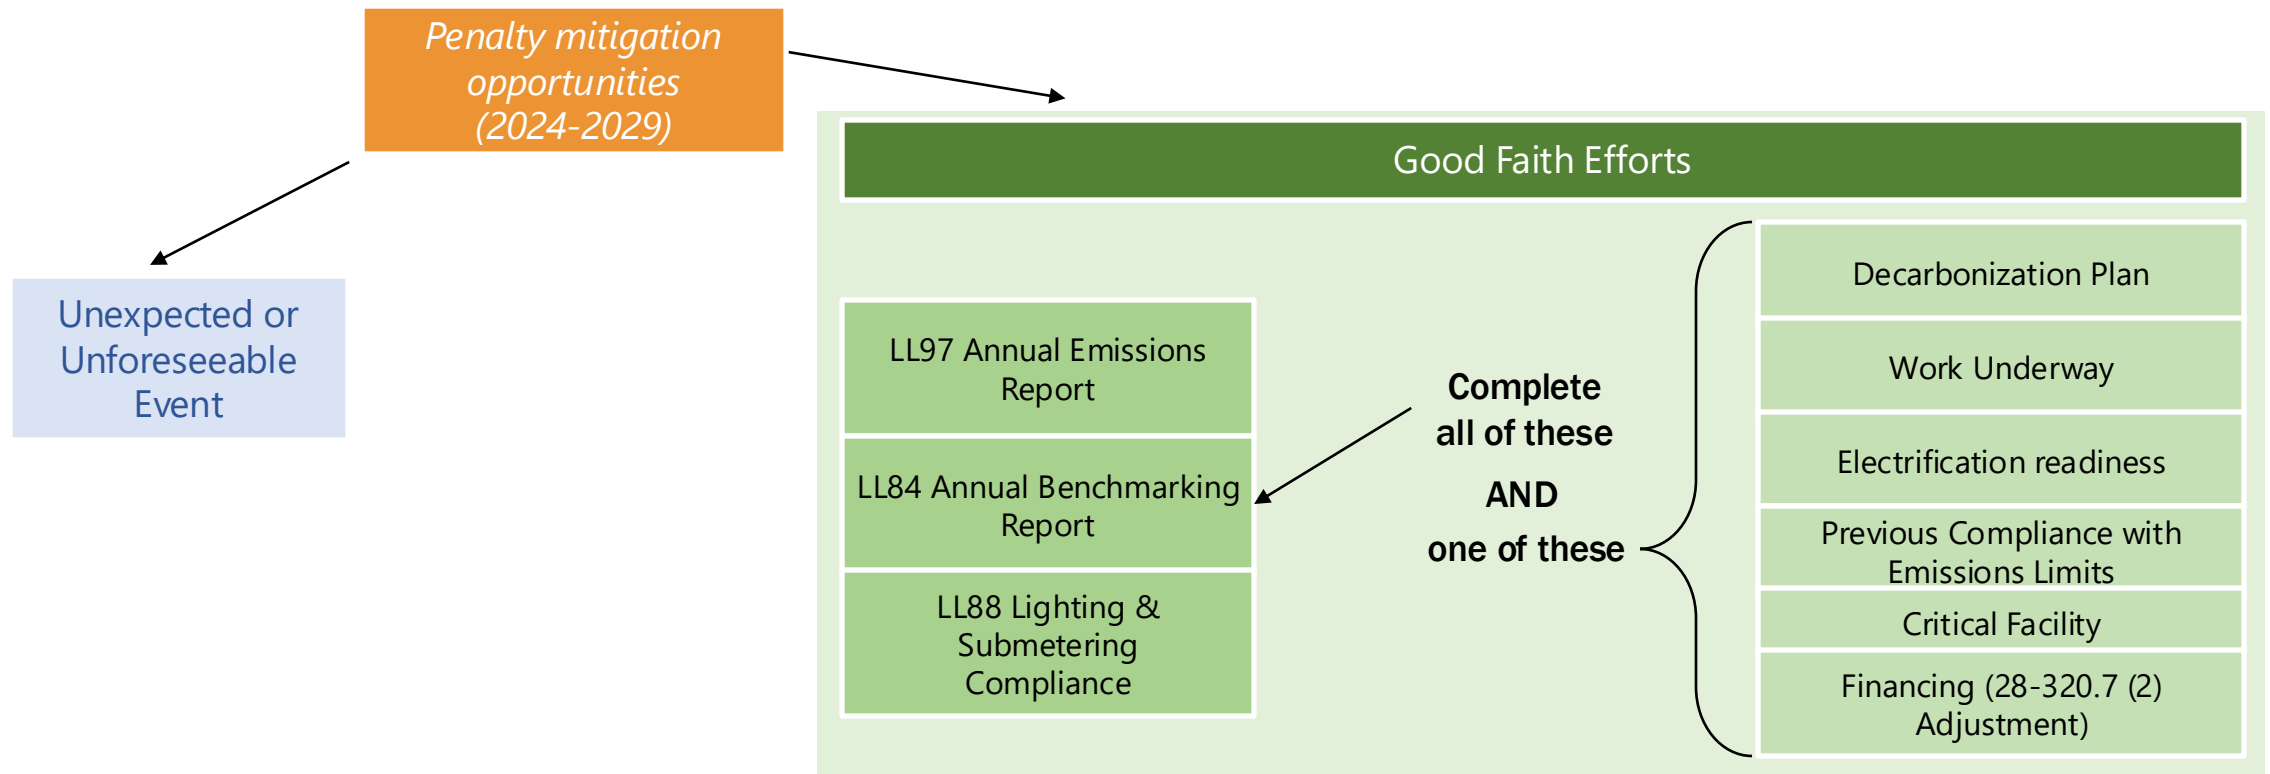 Penalty mitigation
opportunities
(2024-2029)
Unexpected or
Unforeseeable
Event
Good Faith Efforts
LL97 Annual Emissions
Report
LL84 Annual Benchmarking
Report
LL88 Lighting &
Submetering
Compliance
Complete
all of these
AND
one of these
Decarbonization Plan
Work Underway
Electrification readiness
Previous Compliance with
Emissions Limits
Critical Facility
Financing (28-320.7 (2)
Adjustment)